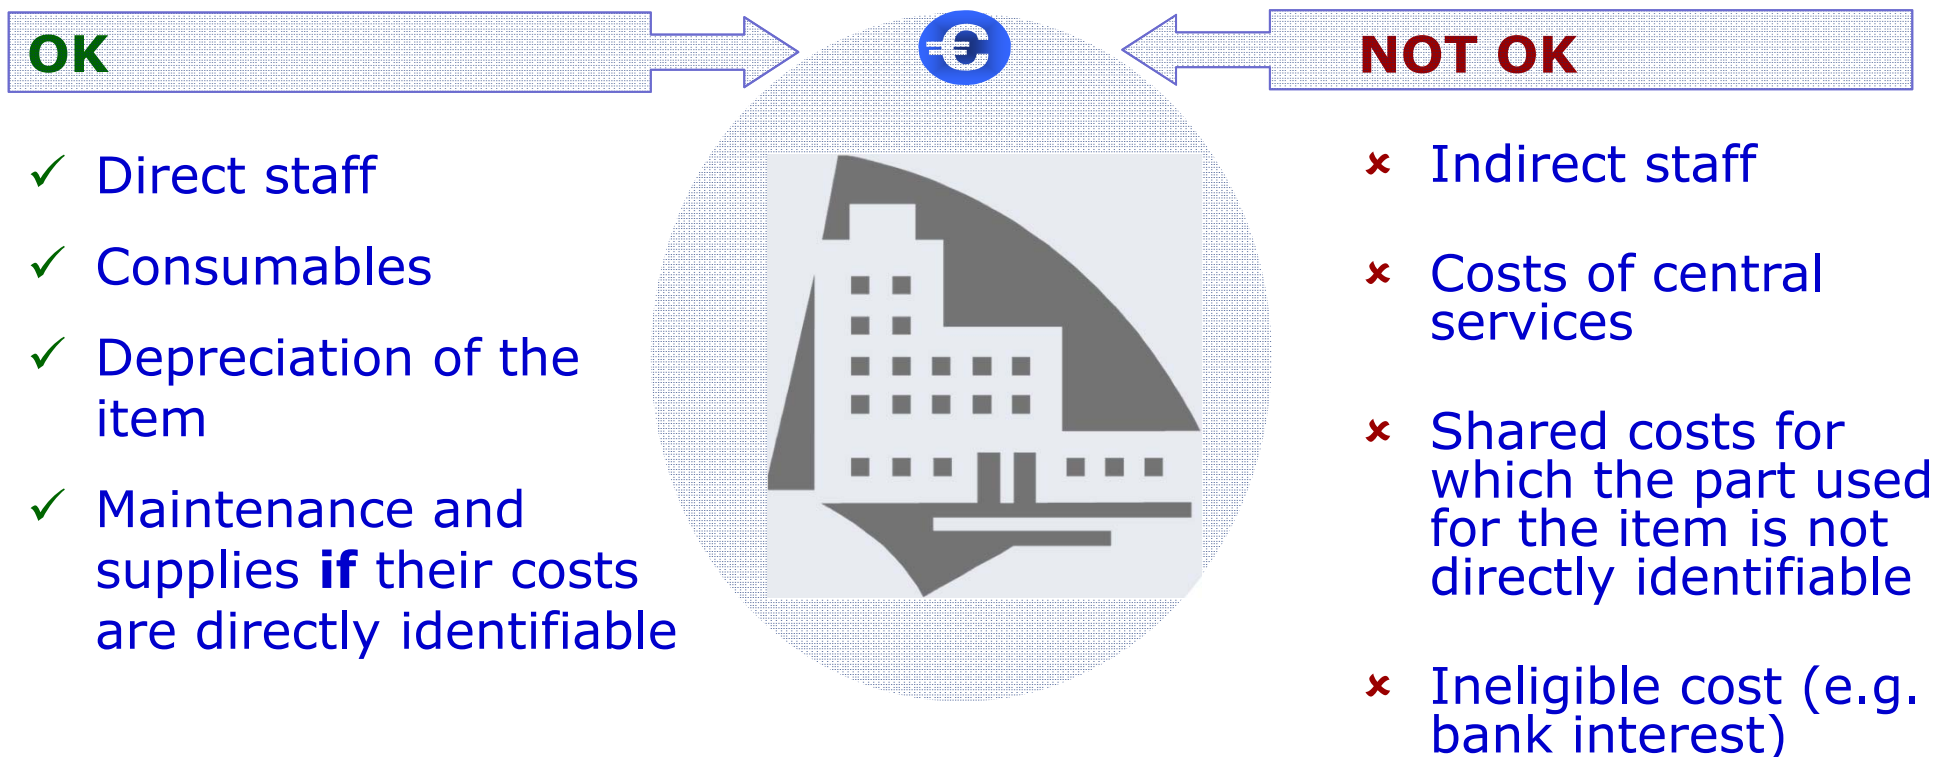 OK
✓ Direct staff
✓ Consumables
✓ Depreciation of the
item
✓ Maintenance and
supplies if their costs
are directly identifiable
€
NOT OK
✗ Indirect staff
✗ Costs of central
services
✗ Shared costs for
which the part used
for the item is not
directly identifiable
✗ Ineligible cost (e.g.
bank interest)